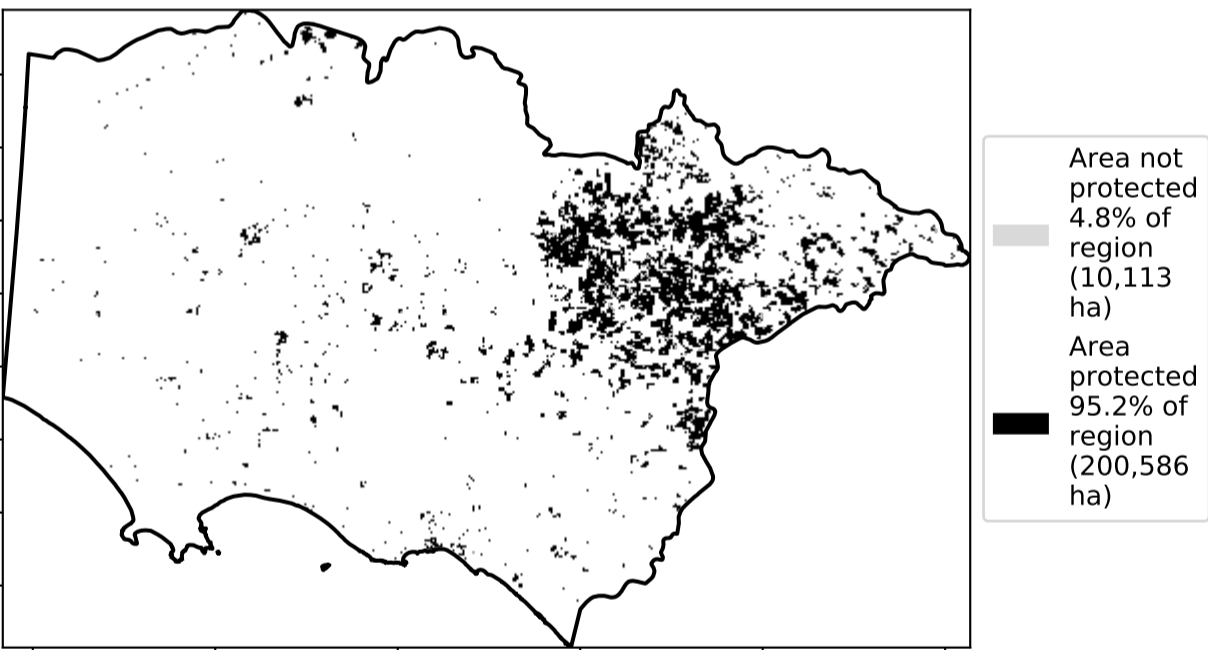 Area not
protected
4.8% of
region
(10,113
ha)
Area
protected
95.2% of
region
(200,586
ha)